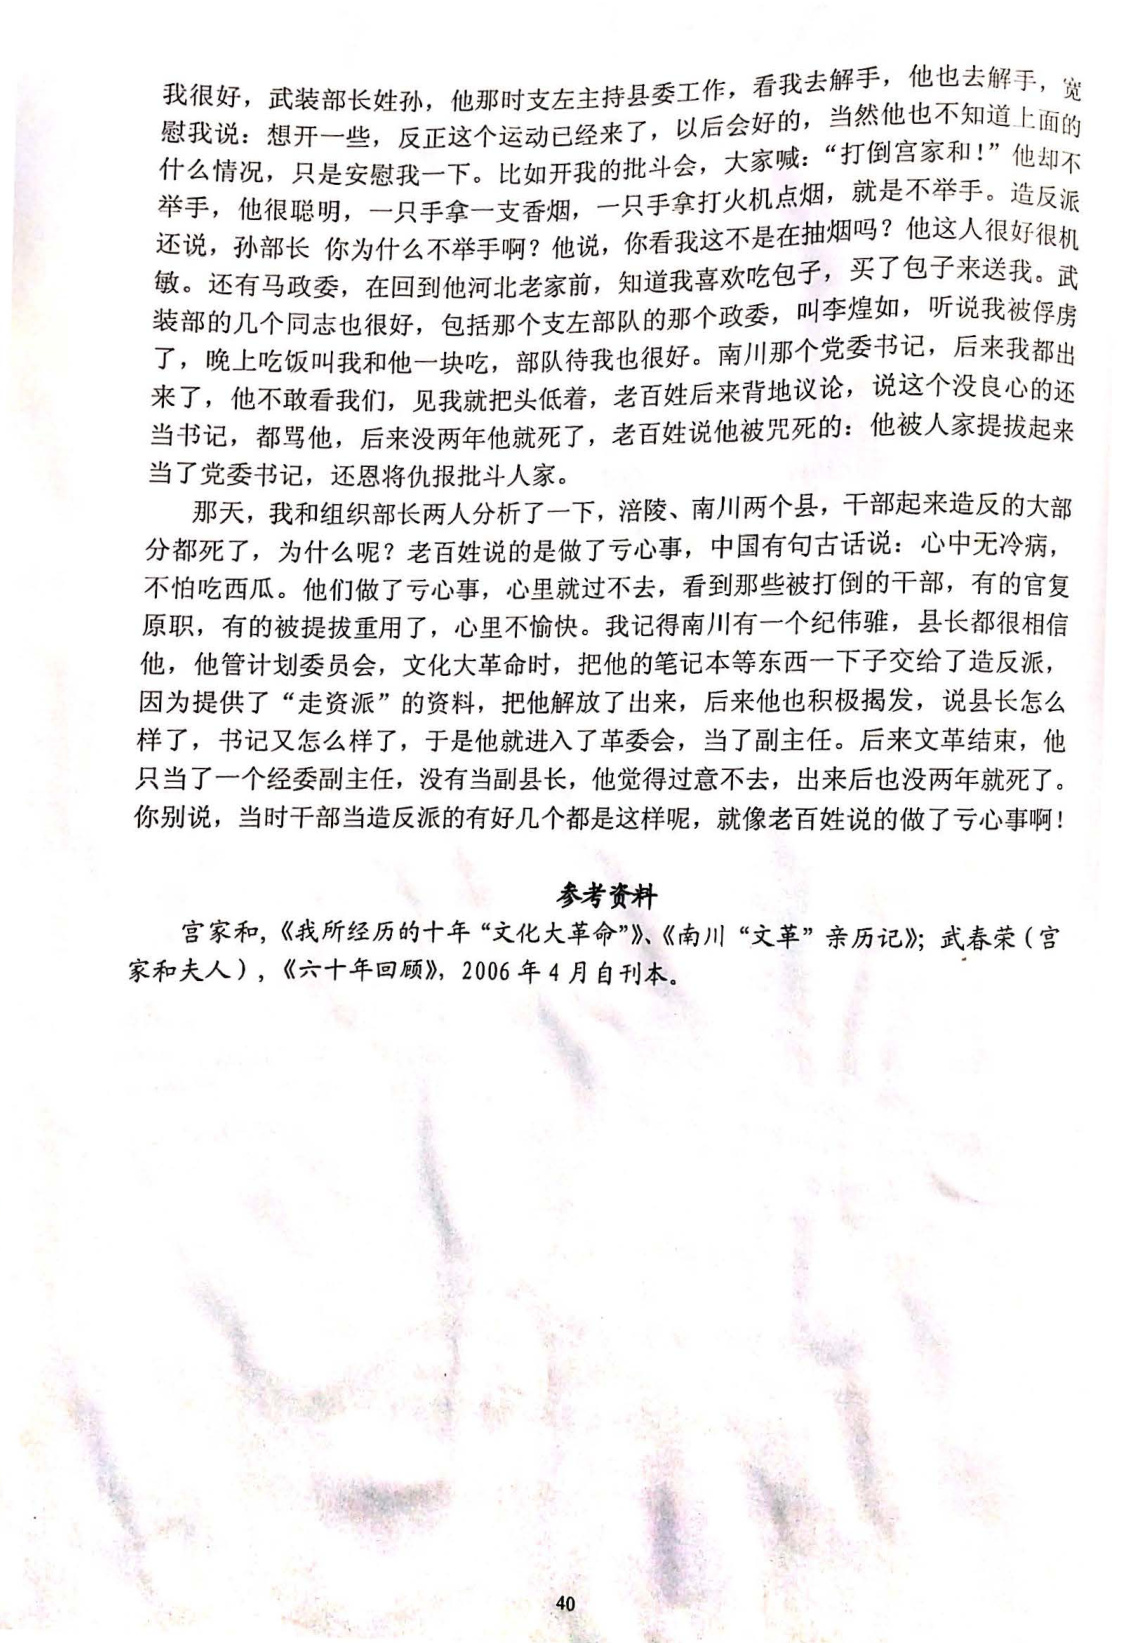 我很好，武装部长姓孙，他那时支左主持县委工作，看我去解手，他也去解手，宽
慰我说：想开一些，反正这个运动已经来了，以后会好的，当然他也不知道上面的
什么情况，只是安慰我一下。比如开我的批斗会，大家喊：“打倒宫家和！”他却不
举手，他很聪明，一只手拿一支香烟，一只手拿打火机点烟，就是不举手。造反派
还说，孙部长 你为什么不举手啊？他说，你看我这不是在抽烟吗？他这人很好很机
敏。还有马政委，在回到他河北老家前，知道我喜欢吃包子，买了包子来送我。武
装部的几个同志也很好，包括那个支左部队的那个政委，叫李煌如，听说我被俘虏
了，晚上吃饭叫我和他一块吃，部队待我也很好。南川那个党委书记，后来我都出
来了，他不敢看我们，见我就把头低着，老百姓后来背地议论，说这个没良心的还
当书记，都骂他，后来没两年他就死了，老百姓说他被咒死的：他被人家提拔起来
当了党委书记，还恩将仇报批斗人家。
那天，我和组织部长两人分析了一下，涪陵、南川两个县，干部起来造反的大部
分都死了，为什么呢？老百姓说的是做了亏心事，中国有句古话说：心中无冷病，
不怕吃西瓜。他们做了亏心事，心里就过不去，看到那些被打倒的干部，有的官复
原职，有的被提拔重用了，心里不愉快。我记得南川有一个纪伟骓，县长都很相信
他，他管计划委员会，文化大革命时，把他的笔记本等东西一下子交给了造反派，
因为提供了“走资派”的资料，把他解放了出来，后来他也积极揭发，说县长怎么
样了，书记又怎么样了，于是他就进入了革委会，当了副主任。后来文革结束，他
只当了一个经委副主任，没有当副县长，他觉得过意不去，出来后也没两年就死了。
你别说，当时干部当造反派的有好几个都是这样呢，就像老百姓说的做了亏心事啊！
参考资料
宫家和，《我所经历的十年“文化大革命”》、《南川“文革”亲历记》；武春荣（宫
家和夫人），《六十年回顾》，2006 年 4 月自刊本。
40